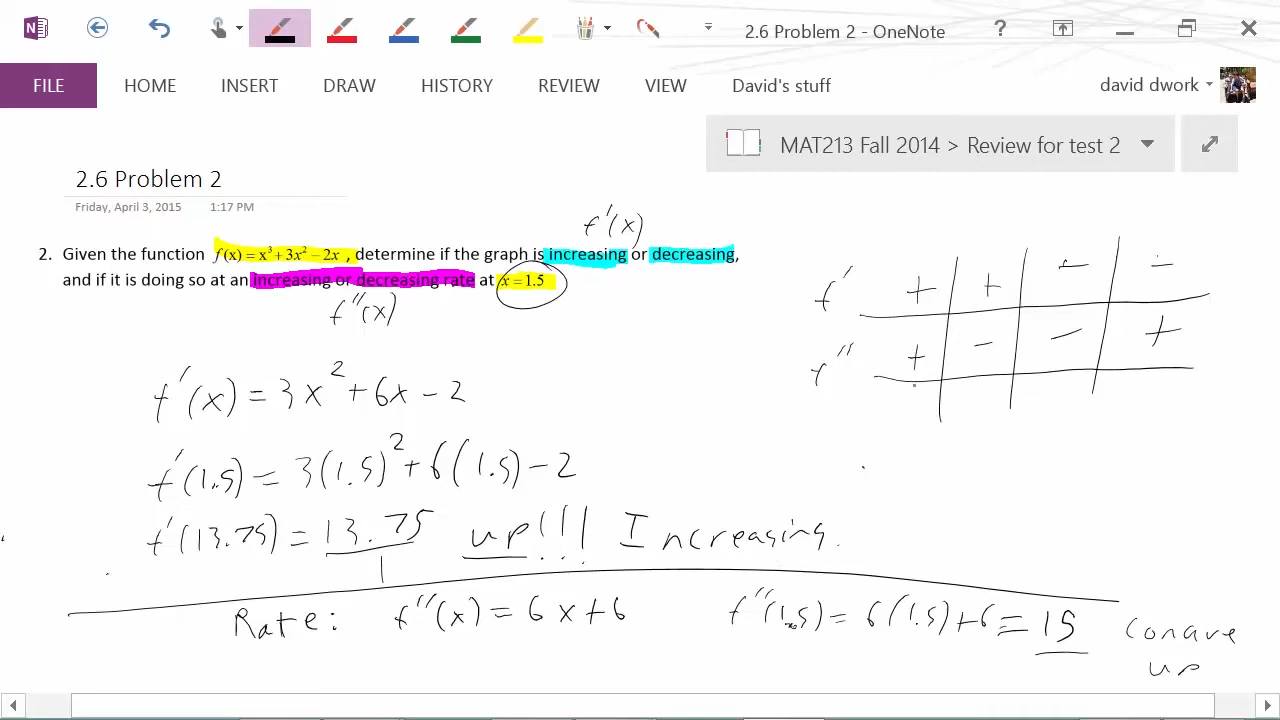 2.6 Problem 2 - OneNote
?
FILE HOME INSERT DRAW HISTORY REVIEW VIEW David's stuff david dwork
MAT213 Fall 2014 > Review for test 2
2.6 Problem 2
Friday, April 3, 2015 1:17 PM
f'(x)
2. Given the function f(x) = x³ + 3x² − 2x , determine if the graph is increasing or decreasing,
and if it is doing so at an increasing or decreasing rate at x = 1.5
f''(x)
f' + + − −
f'' + − − +
f'(x) = 3x² + 6x − 2
f'(1.5) = 3(1.5)² + 6(1.5) − 2
f'(13.75) = 13.75 up!!! Increasing.
Rate: f''(x) = 6x + 6 f''(1.5) = 6(1.5) + 6 = 15 Conave
up